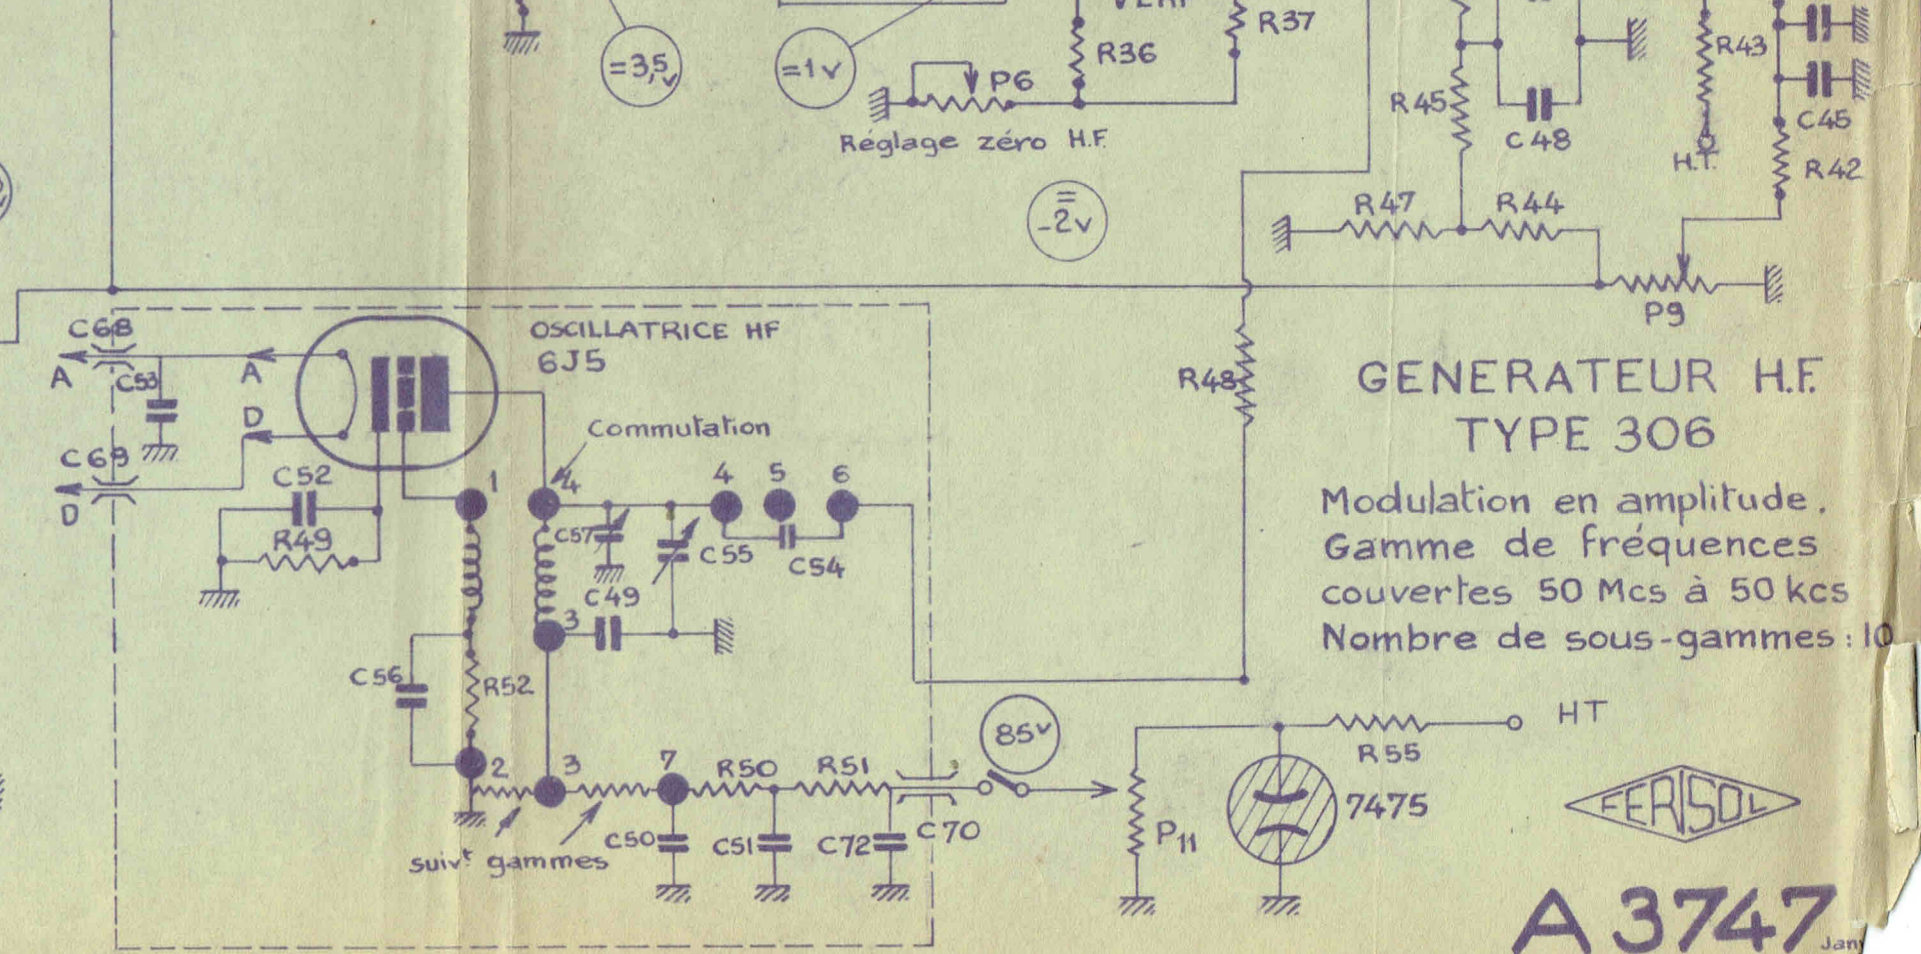 R37
R36
R43
=3,5v
=1v
P6
R45
C45
C48
Réglage zéro H.F.
H.T.
R42
=
-2v
R47
R44
P9
C68
OSCILLATRICE HF
6J5
A
C53
A
R48
GENERATEUR H.F.
TYPE 306
D
Commutation
C69
D
C52
1
4
4
5
6
Modulation en amplitude.
Gamme de fréquences
couvertes 50 Mcs à 50 kcs
Nombre de sous-gammes : 10
R49
C57
C55
C54
C49
3
C56
R52
85v
HT
R55
2
3
7
R50
R51
7475
FERISOL
suivt gammes
C50
C51
C72
C70
P11
A 3747